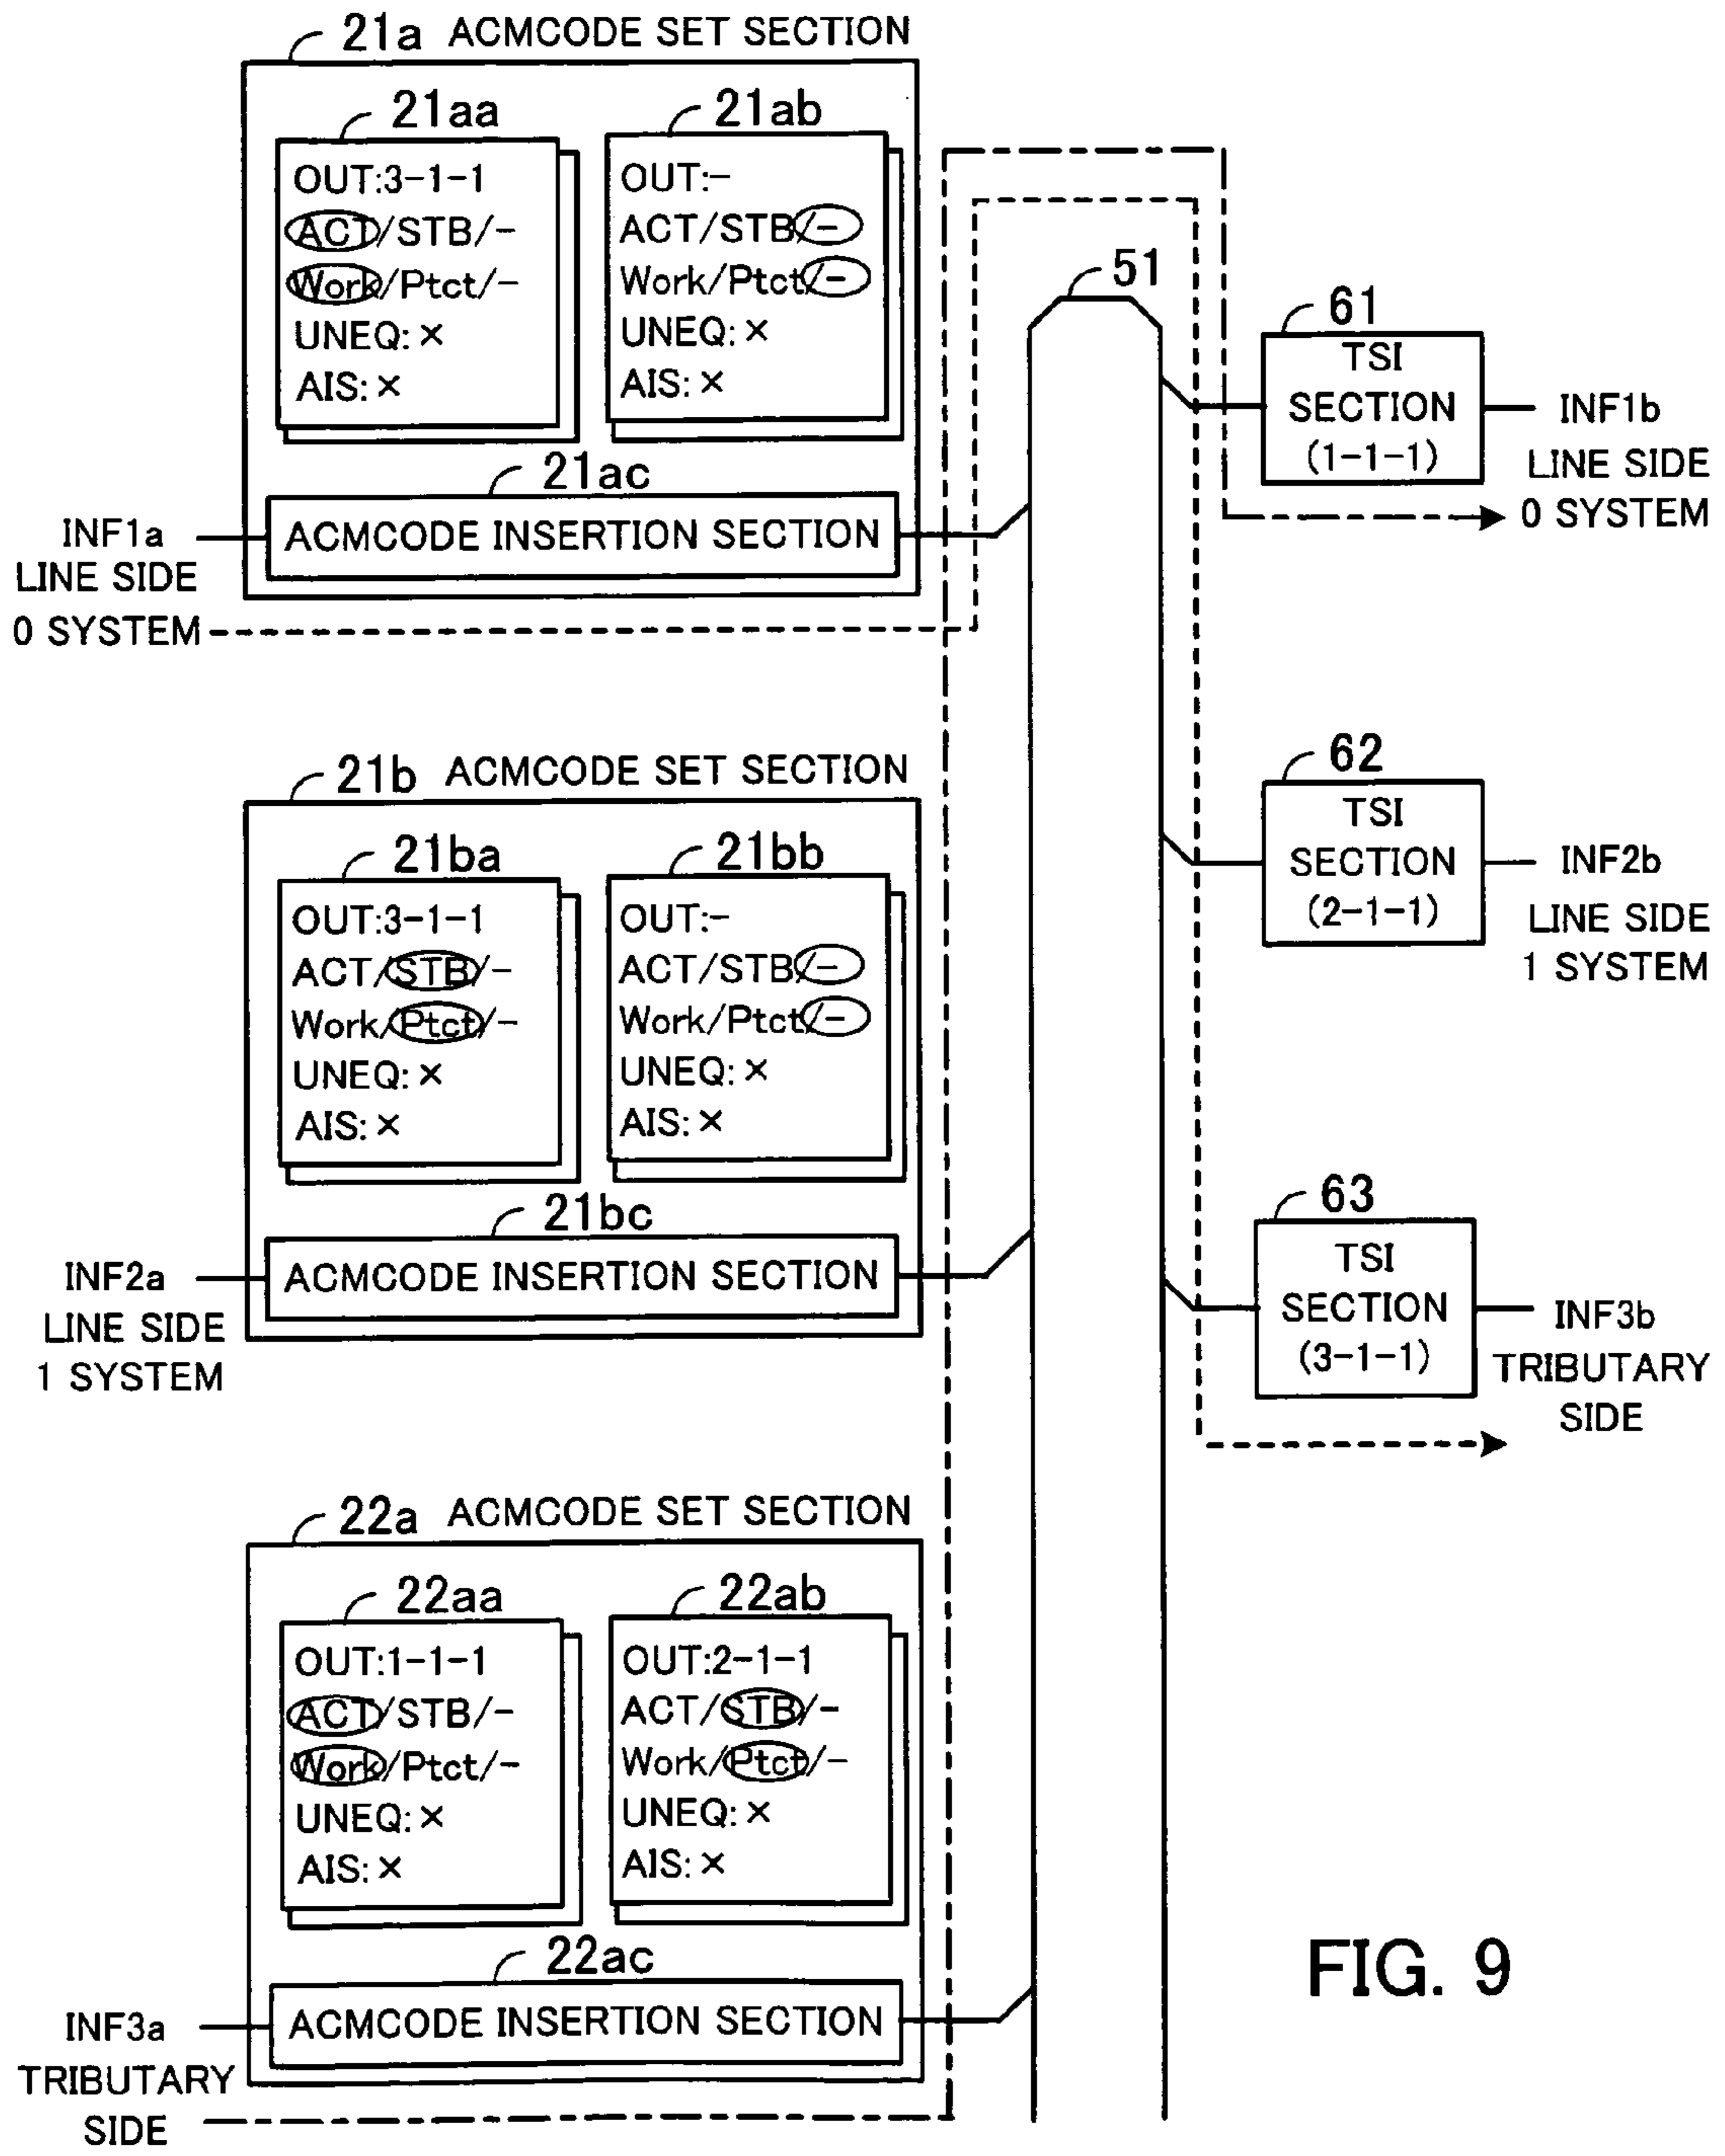 21a ACMCODE SET SECTION
21aa
OUT:3-1-1
ACT/STB/-
Work/Ptct/-
UNEQ: ×
AIS: ×
21ab
OUT:-
ACT/STB/-
Work/Ptct/-
UNEQ: ×
AIS: ×
21ac
ACMCODE INSERTION SECTION
INF1a
LINE SIDE
0 SYSTEM
51
61
TSI
SECTION
(1-1-1)
INF1b
LINE SIDE
0 SYSTEM
21b ACMCODE SET SECTION
21ba
OUT:3-1-1
ACT/STB/-
Work/Ptct/-
UNEQ: ×
AIS: ×
21bb
OUT:-
ACT/STB/-
Work/Ptct/-
UNEQ: ×
AIS: ×
21bc
ACMCODE INSERTION SECTION
INF2a
LINE SIDE
1 SYSTEM
62
TSI
SECTION
(2-1-1)
INF2b
LINE SIDE
1 SYSTEM
63
TSI
SECTION
(3-1-1)
INF3b
TRIBUTARY
SIDE
22a ACMCODE SET SECTION
22aa
OUT:1-1-1
ACT/STB/-
Work/Ptct/-
UNEQ: ×
AIS: ×
22ab
OUT:2-1-1
ACT/STB/-
Work/Ptct/-
UNEQ: ×
AIS: ×
22ac
ACMCODE INSERTION SECTION
INF3a
TRIBUTARY
SIDE
FIG. 9